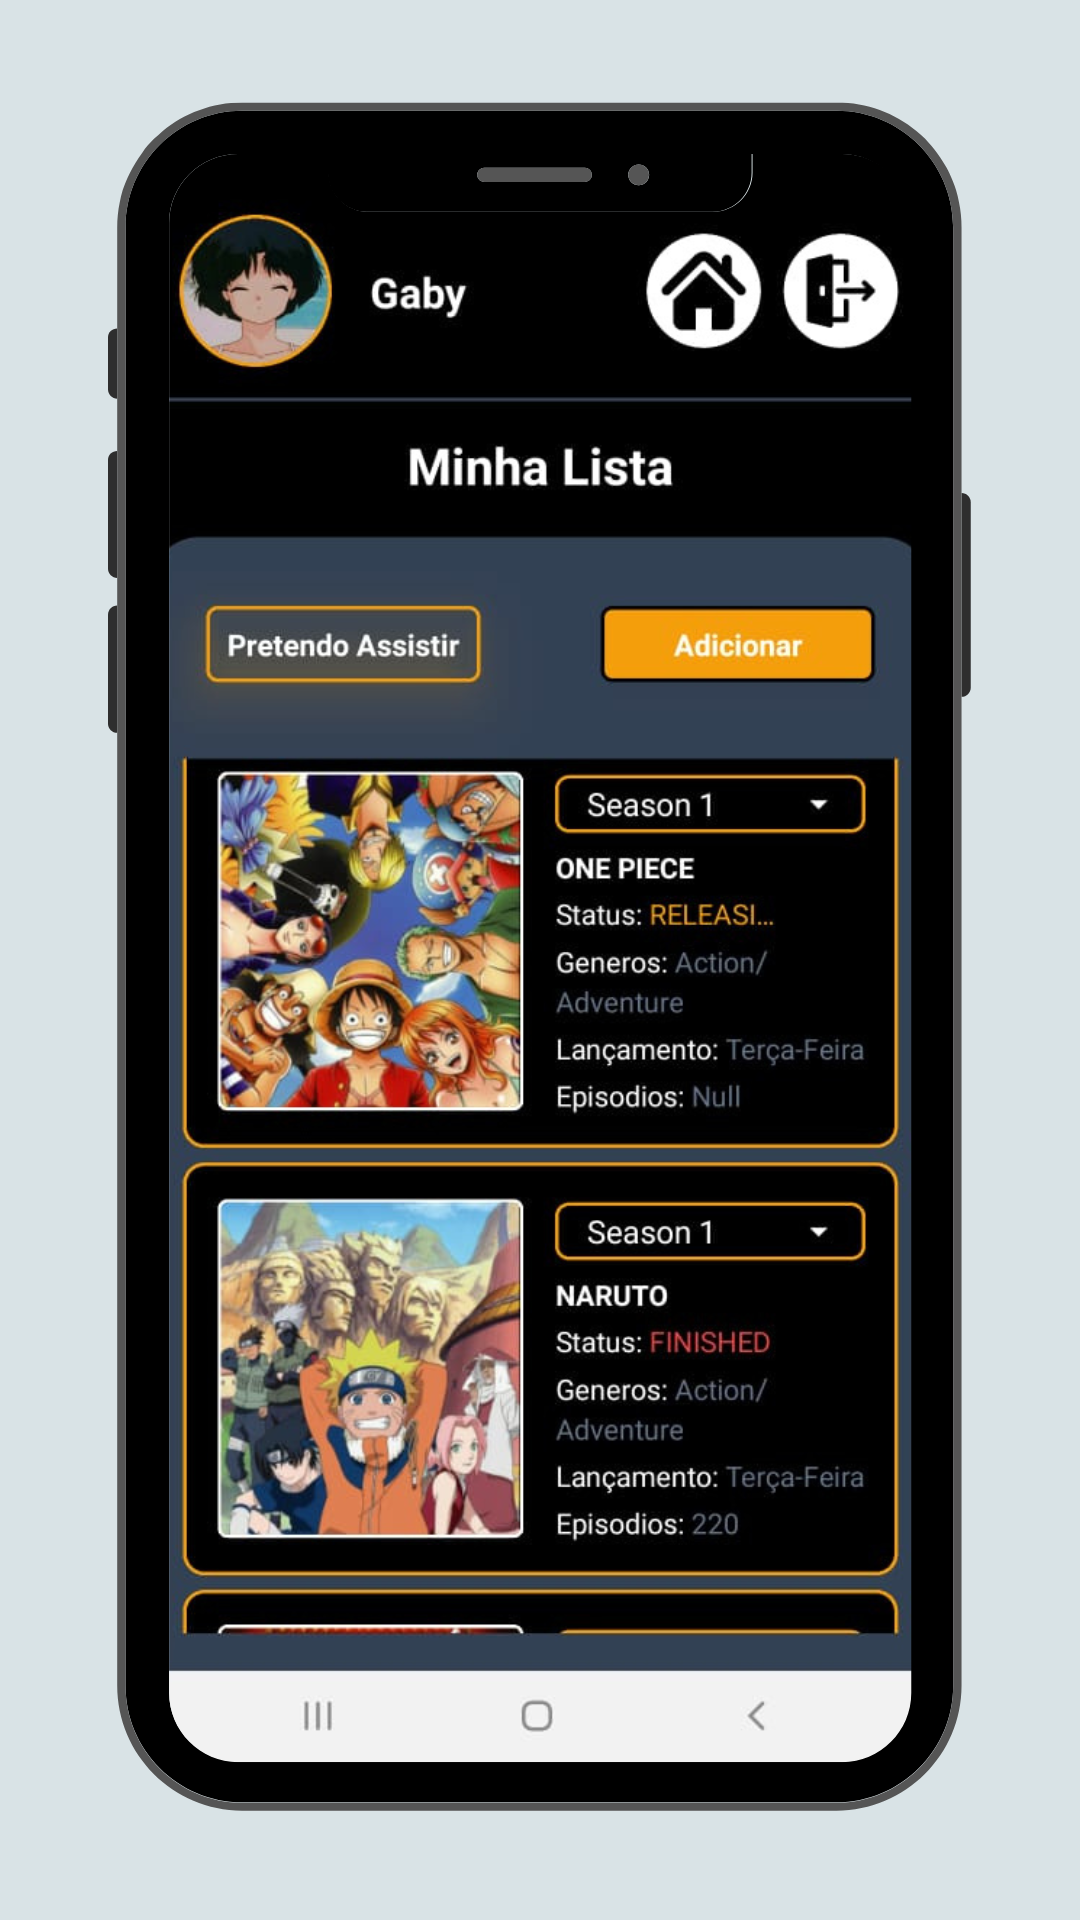 Gaby
Minha Lista
Pretendo Assistir
Adicionar
Season 1
ONE PIECE
Status: RELEASI...
Generos: Action/
Adventure
Lançamento: Terça-Feira
Episodios: Null
Season 1
NARUTO
Status: FINISHED
Generos: Action/
Adventure
Lançamento: Terça-Feira
Episodios: 220